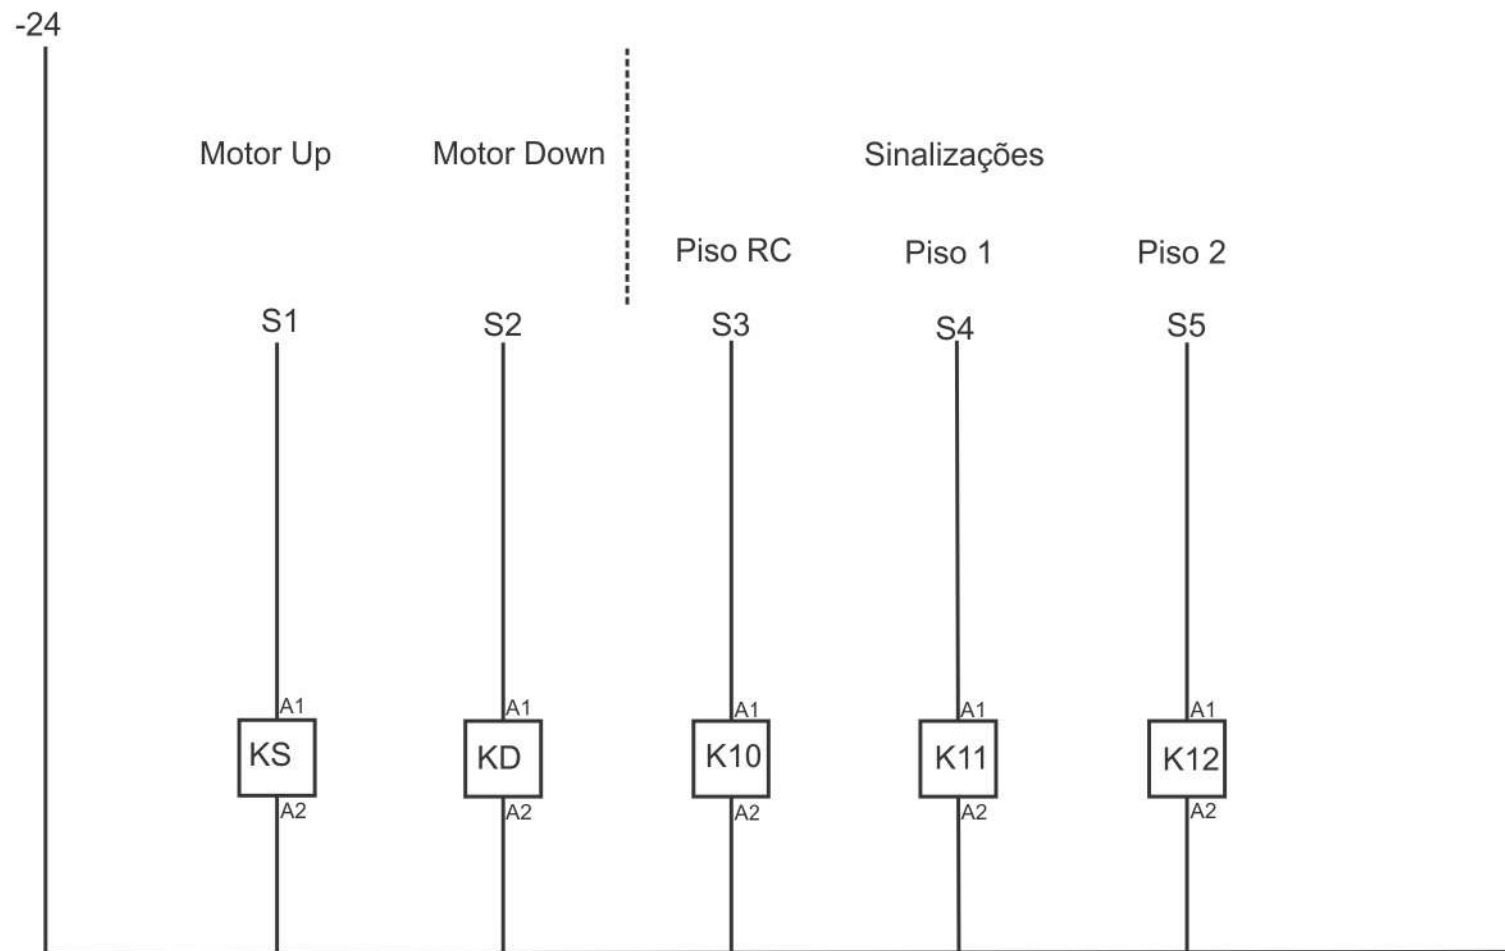 -24
Motor Up Motor Down Sinalizações
Piso RC Piso 1 Piso 2
S1 S2 S3 S4 S5
A1 A1 A1 A1 A1
KS KD K10 K11 K12
A2 A2 A2 A2 A2